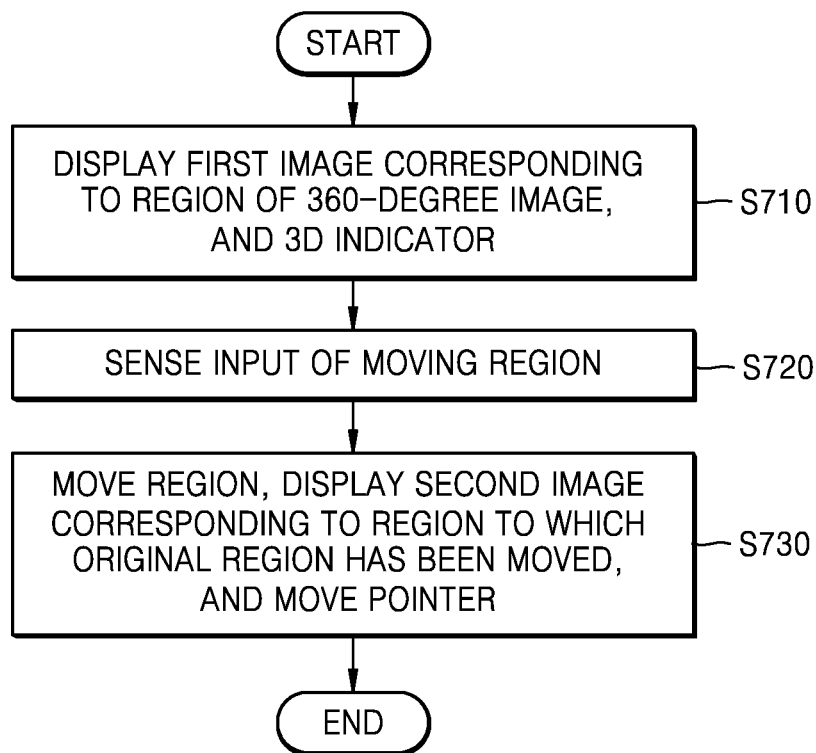 START
DISPLAY FIRST IMAGE CORRESPONDING
TO REGION OF 360-DEGREE IMAGE,
AND 3D INDICATOR
S710
SENSE INPUT OF MOVING REGION
S720
MOVE REGION, DISPLAY SECOND IMAGE
CORRESPONDING TO REGION TO WHICH
ORIGINAL REGION HAS BEEN MOVED,
AND MOVE POINTER
S730
END